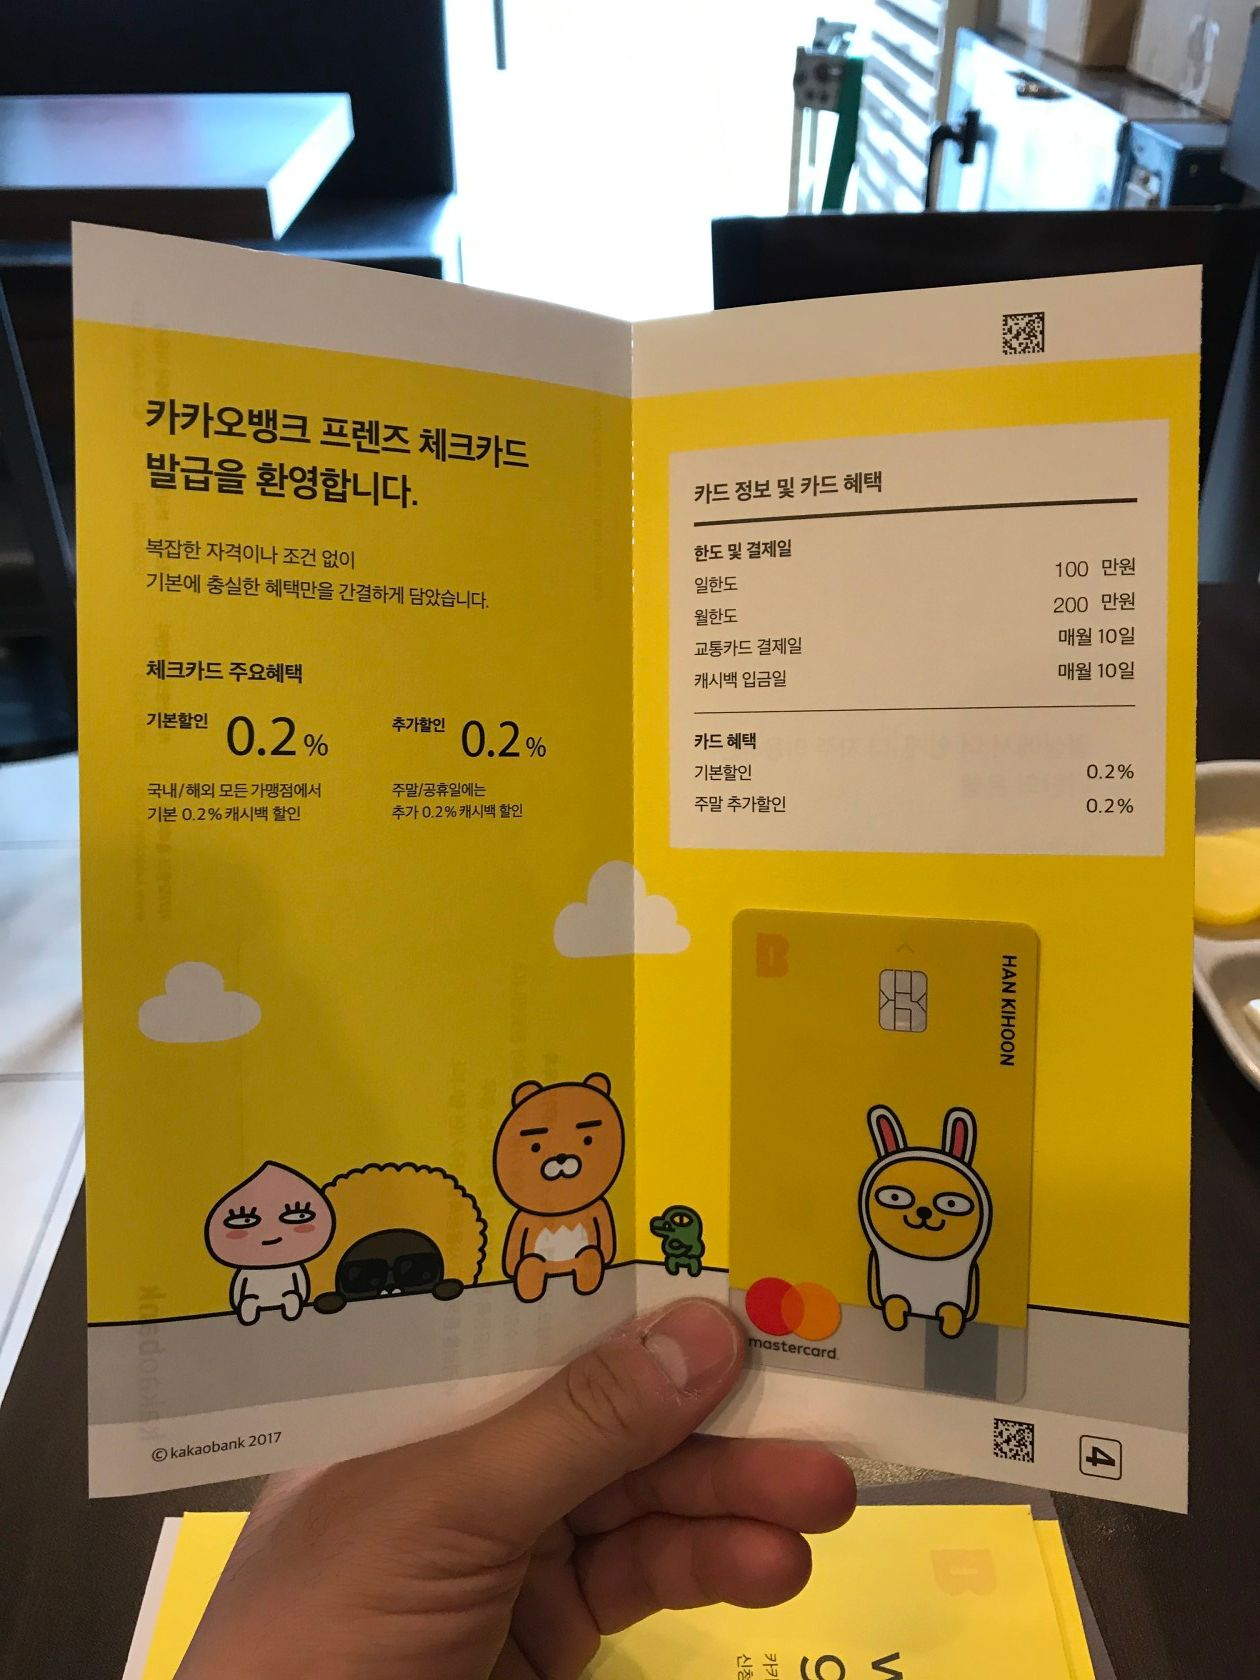 카카오뱅크 프렌즈 체크카드
발급을 환영합니다.
복잡한 자격이나 조건 없이
기본에 충실한 혜택만을 간결하게 담았습니다.
체크카드 주요혜택
기본할인 0.2%
국내/해외 모든 가맹점에서
기본 0.2% 캐시백 할인
추가할인 0.2%
주말/공휴일에는
추가 0.2% 캐시백 할인
© kakaobank 2017
카드 정보 및 카드 혜택
한도 및 결제일
일한도 100 만원
월한도 200 만원
교통카드 결제일 매월 10일
캐시백 입금일 매월 10일
카드 혜택
기본할인 0.2%
주말 추가할인 0.2%
HAN KIHOON
mastercard
4